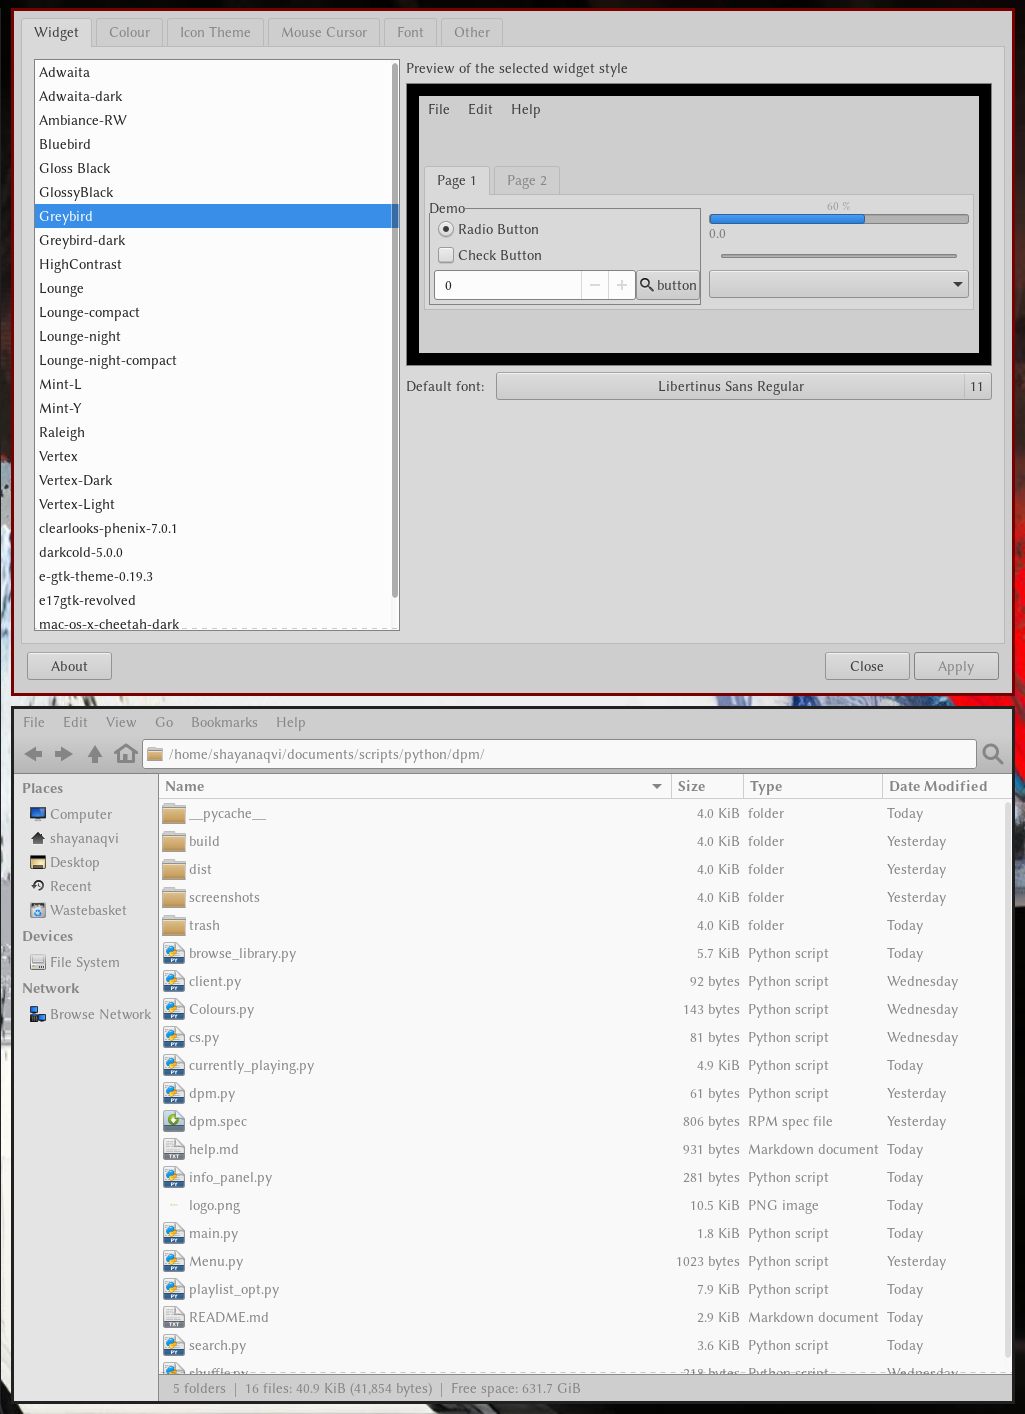 Widget Colour Icon Theme Mouse Cursor Font Other
Adwaita
Adwaita-dark
Ambiance-RW
Bluebird
Gloss Black
GlossyBlack
Greybird
Greybird-dark
HighContrast
Lounge
Lounge-compact
Lounge-night
Lounge-night-compact
Mint-L
Mint-Y
Raleigh
Vertex
Vertex-Dark
Vertex-Light
clearlooks-phenix-7.0.1
darkcold-5.0.0
e-gtk-theme-0.19.3
e17gtk-revolved
mac-os-x-cheetah-dark
Preview of the selected widget style
File Edit Help
Page 1 Page 2
Demo
Radio Button
Check Button
0 button
60 %
0.0
Default font: Libertinus Sans Regular 11
About Close Apply
File Edit View Go Bookmarks Help
/home/shayanaqvi/documents/scripts/python/dpm/
Places
Computer
shayanaqvi
Desktop
Recent
Wastebasket
Devices
File System
Network
Browse Network
Name Size Type Date Modified
__pycache__ 4.0 KiB folder Today
build 4.0 KiB folder Yesterday
dist 4.0 KiB folder Yesterday
screenshots 4.0 KiB folder Yesterday
trash 4.0 KiB folder Today
browse_library.py 5.7 KiB Python script Today
client.py 92 bytes Python script Wednesday
Colours.py 143 bytes Python script Wednesday
cs.py 81 bytes Python script Wednesday
currently_playing.py 4.9 KiB Python script Today
dpm.py 61 bytes Python script Yesterday
dpm.spec 806 bytes RPM spec file Yesterday
help.md 931 bytes Markdown document Today
info_panel.py 281 bytes Python script Today
logo.png 10.5 KiB PNG image Today
main.py 1.8 KiB Python script Today
Menu.py 1023 bytes Python script Yesterday
playlist_opt.py 7.9 KiB Python script Today
README.md 2.9 KiB Markdown document Today
search.py 3.6 KiB Python script Today
shuffle.py 218 bytes Python script Wednesday
5 folders | 16 files: 40.9 KiB (41,854 bytes) | Free space: 631.7 GiB